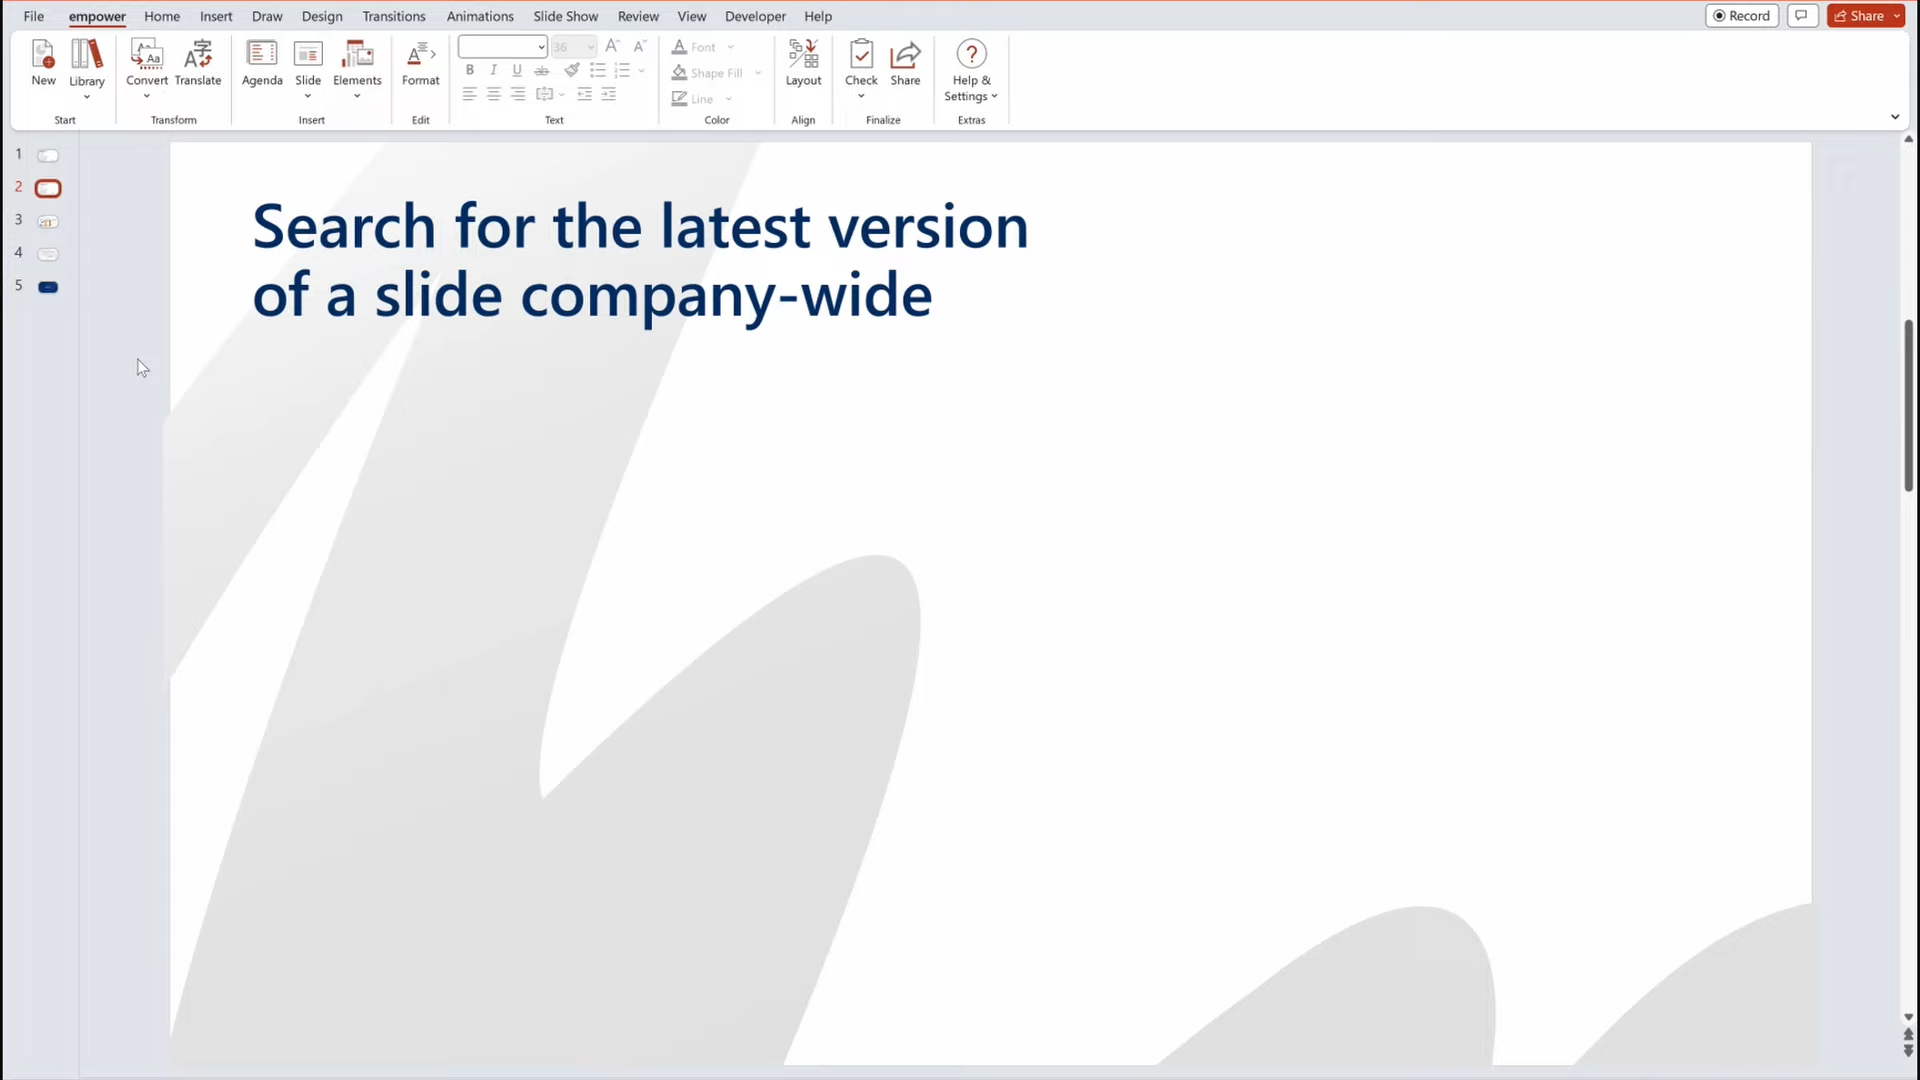 File empower Home Insert Draw Design Transitions Animations Slide Show Review View Developer Help Record Share
New Library Convert Translate Agenda Slide Elements Format 36 B I U ab Font Shape Fill Line Layout Check Share Help & Settings
Start Transform Insert Edit Text Color Align Finalize Extras
1
2
3
4
5
Search for the latest version
of a slide company-wide